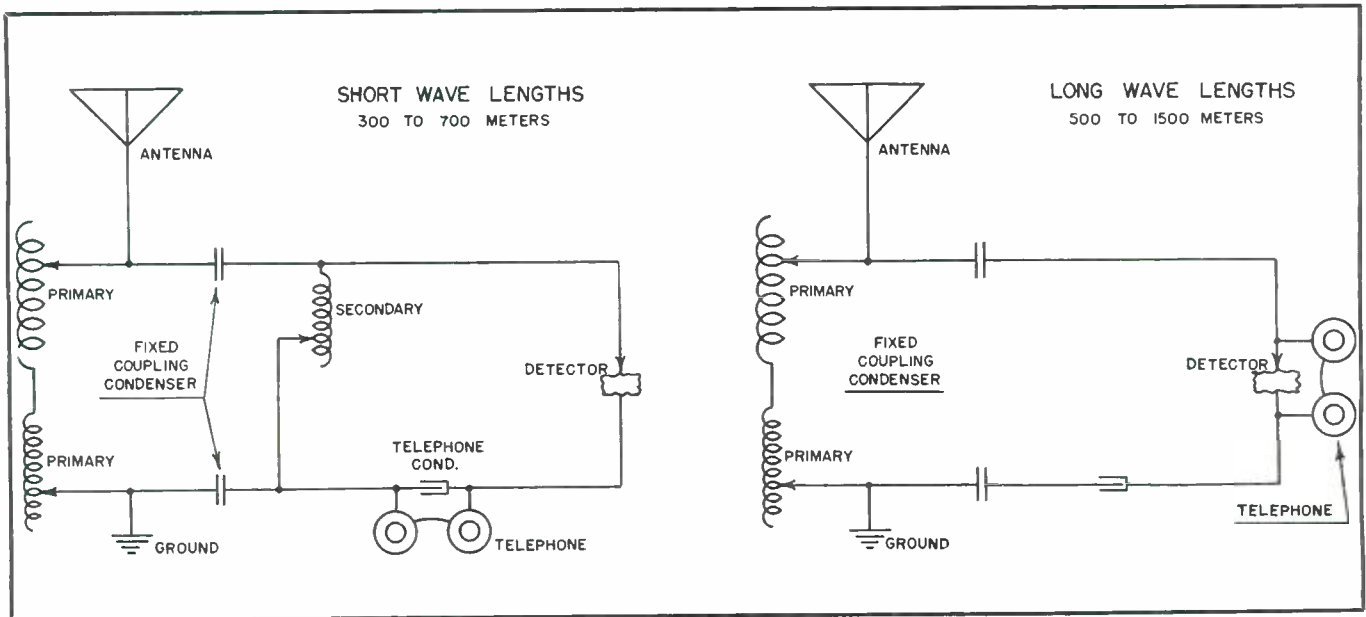 SHORT WAVE LENGTHS
300 TO 700 METERS
ANTENNA
PRIMARY
SECONDARY
FIXED
COUPLING
CONDENSER
DETECTOR
PRIMARY
TELEPHONE
COND.
GROUND
TELEPHONE
LONG WAVE LENGTHS
500 TO 1500 METERS
ANTENNA
PRIMARY
FIXED
COUPLING
CONDENSER
DETECTOR
PRIMARY
TELEPHONE
GROUND